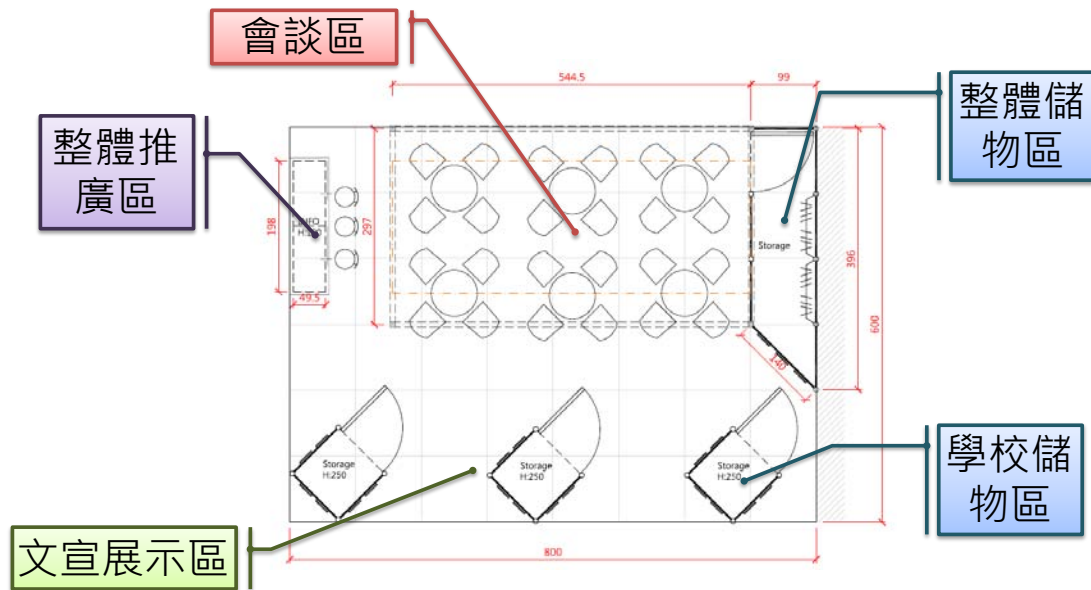 會談區
544.5
99
整體儲
物區
整體推
廣區
INFO
198
297
Storage
396
600
49.5
140
Storage
H:250
Storage
H:250
Storage
H:250
學校儲
物區
文宣展示區
800